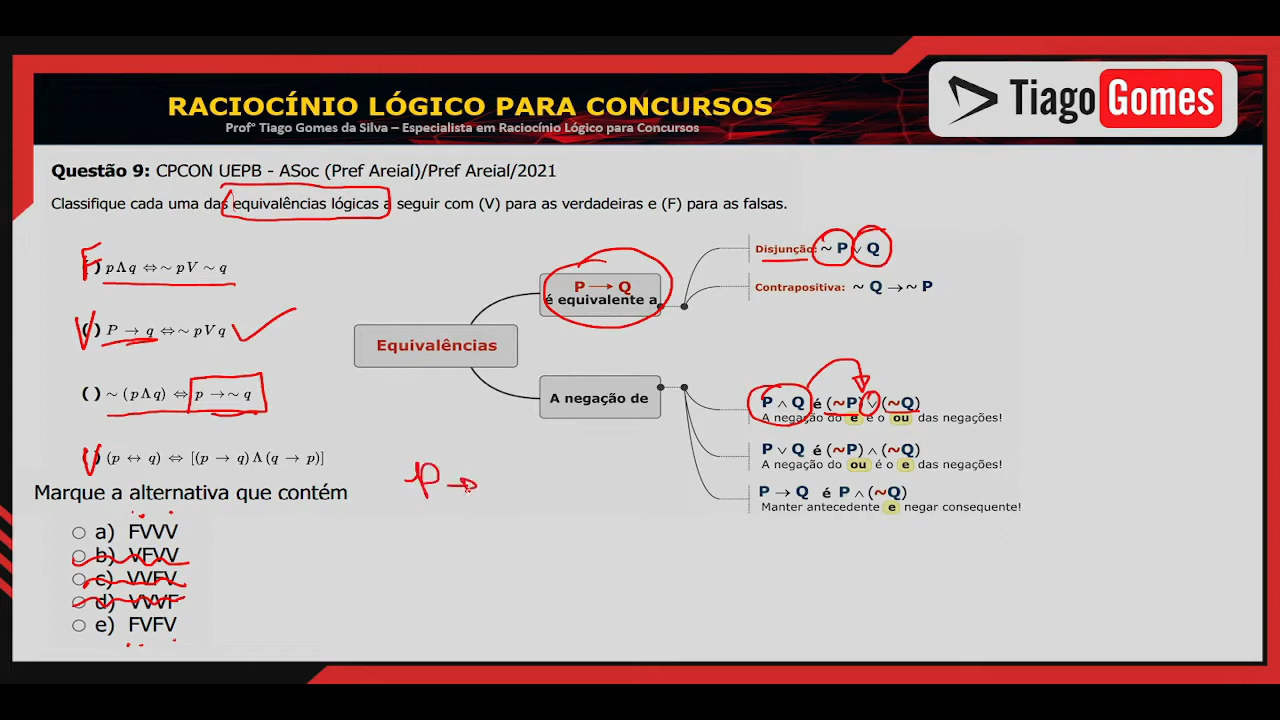 Tiago Gomes
RACIOCÍNIO LÓGICO PARA CONCURSOS
Prof° Tiago Gomes da Silva – Especialista em Raciocínio Lógico para Concursos
Questão 9: CPCON UEPB - ASoc (Pref Areial)/Pref Areial/2021
Classifique cada uma das equivalências lógicas a seguir com (V) para as verdadeiras e (F) para as falsas.
F ( ) p Λ q ⇔ ~ p V ~ q
V ( ) P → q ⇔ ~ p V q
( ) ~ (p Λ q) ⇔ p → ~ q
V ( ) (p ↔ q) ⇔ [(p → q) Λ (q → p)]
Marque a alternativa que contém
a) FVVV
b) VFVV
c) VVFV
d) VVVF
e) FVFV
Equivalências
P → Q
é equivalente a
Disjunção: ~ P ∨ Q
Contrapositiva: ~ Q → ~ P
A negação de
P ∧ Q é (~P) ∨ (~Q)
A negação do e é o ou das negações!
P ∨ Q é (~P) ∧ (~Q)
A negação do ou é o e das negações!
P → Q é P ∧ (~Q)
Manter antecedente e negar consequente!
P →